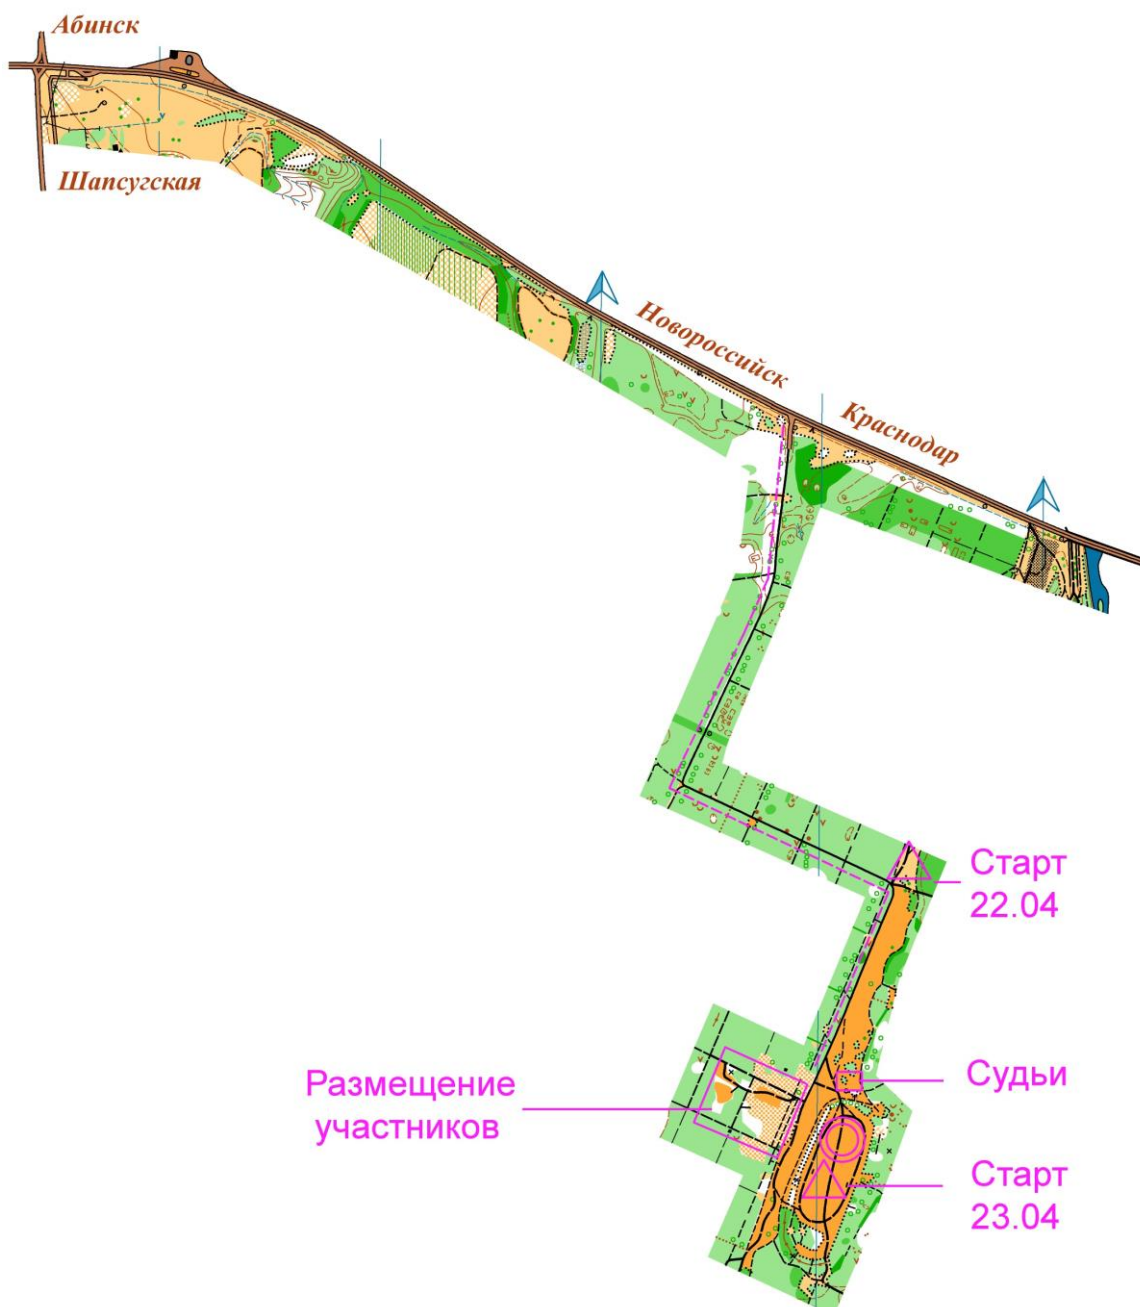 Абинск
Шапсугская
Новороссийск
Краснодар
Старт
22.04
Судьи
Размещение
участников
Старт
23.04